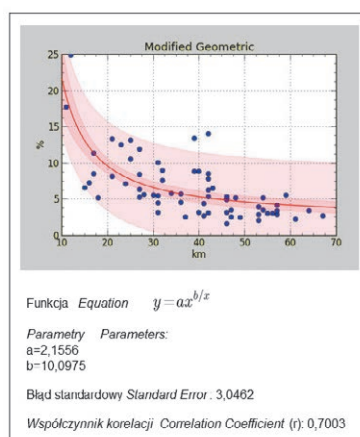 Modified Geometric
25
20
15
10
5
0
%
10 20 30 40 50 60 70
km
Funkcja Equation y=ax^{b/x}
Parametry Parameters:
a=2,1556
b=10,0975
Błąd standardowy Standard Error : 3,0462
Współczynnik korelacji Correlation Coefficient (r): 0,7003